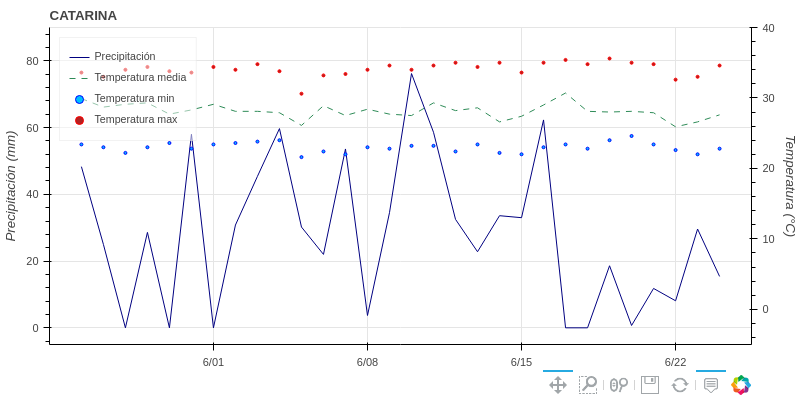 CATARINA
Precipitación
Temperatura média
Temperatura min
Temperatura max
80
60
40
20
0
Precipitación (mm)
40
30
20
10
0
Temperatura (°C)
6/01
6/08
6/15
6/22